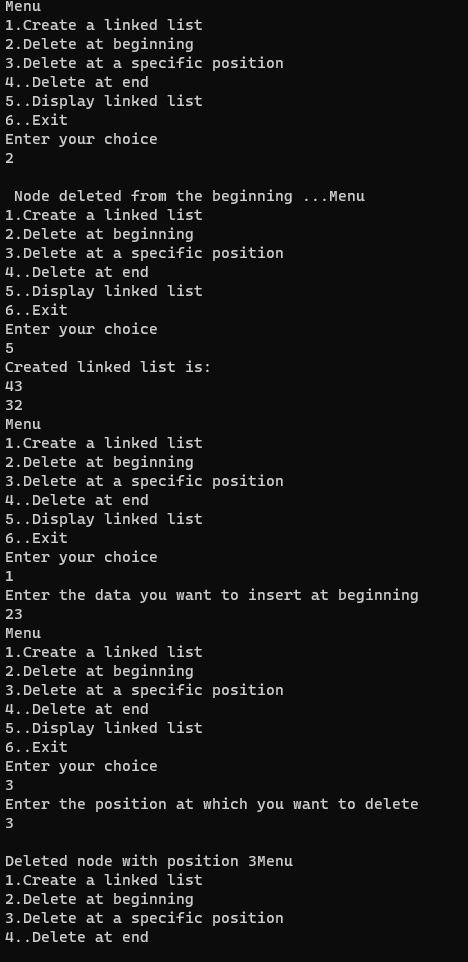 Menu
1.Create a linked list
2.Delete at beginning
3.Delete at a specific position
4..Delete at end
5..Display linked list
6..Exit
Enter your choice
2
 Node deleted from the beginning ...Menu
1.Create a linked list
2.Delete at beginning
3.Delete at a specific position
4..Delete at end
5..Display linked list
6..Exit
Enter your choice
5
Created linked list is:
43
32
Menu
1.Create a linked list
2.Delete at beginning
3.Delete at a specific position
4..Delete at end
5..Display linked list
6..Exit
Enter your choice
1
Enter the data you want to insert at beginning
23
Menu
1.Create a linked list
2.Delete at beginning
3.Delete at a specific position
4..Delete at end
5..Display linked list
6..Exit
Enter your choice
3
Enter the position at which you want to delete
3
Deleted node with position 3Menu
1.Create a linked list
2.Delete at beginning
3.Delete at a specific position
4..Delete at end